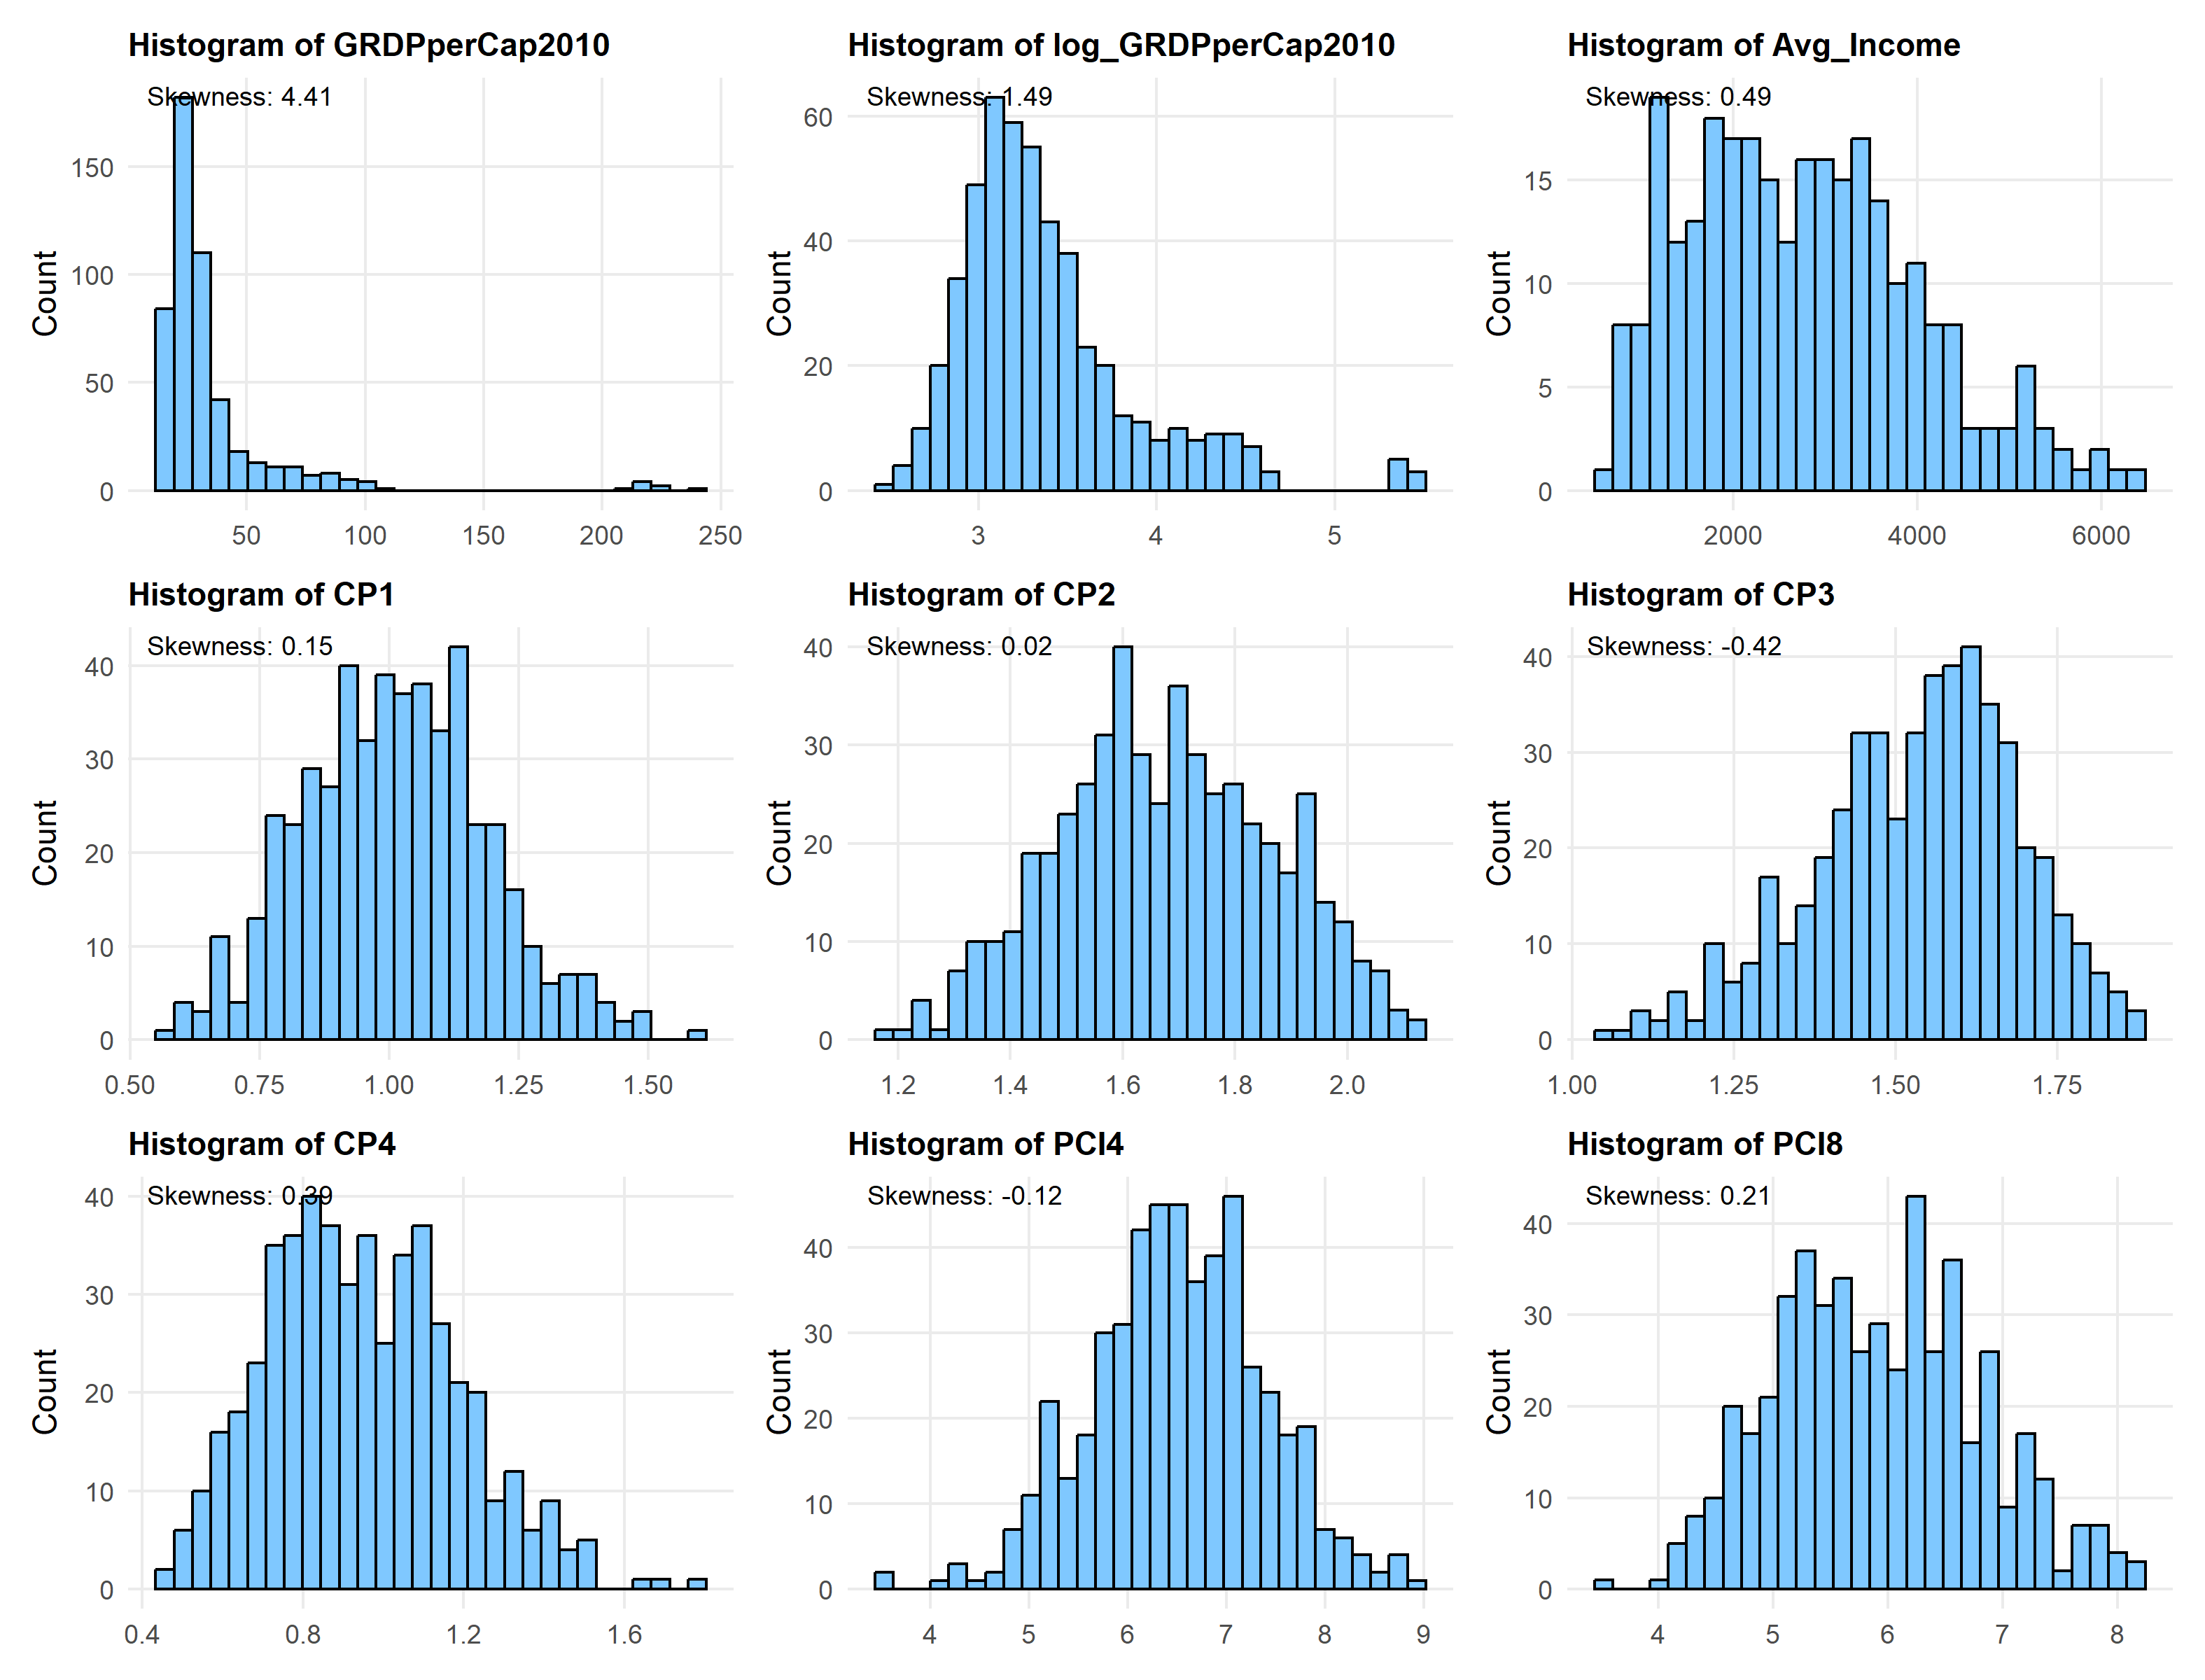 Histogram of GRDPperCap2010
Skewness: 4.41
Count
150
100
50
0
50 100 150 200 250
Histogram of log_GRDPperCap2010
Skewness: 1.49
Count
60
40
20
0
3 4 5
Histogram of Avg_Income
Skewness: 0.49
Count
15
10
5
0
2000 4000 6000
Histogram of CP1
Skewness: 0.15
Count
40
30
20
10
0
0.50 0.75 1.00 1.25 1.50
Histogram of CP2
Skewness: 0.02
Count
40
30
20
10
0
1.2 1.4 1.6 1.8 2.0
Histogram of CP3
Skewness: -0.42
Count
40
30
20
10
0
1.00 1.25 1.50 1.75
Histogram of CP4
Skewness: 0.39
Count
40
30
20
10
0
0.4 0.8 1.2 1.6
Histogram of PCI4
Skewness: -0.12
Count
40
30
20
10
0
4 5 6 7 8 9
Histogram of PCI8
Skewness: 0.21
Count
40
30
20
10
0
4 5 6 7 8